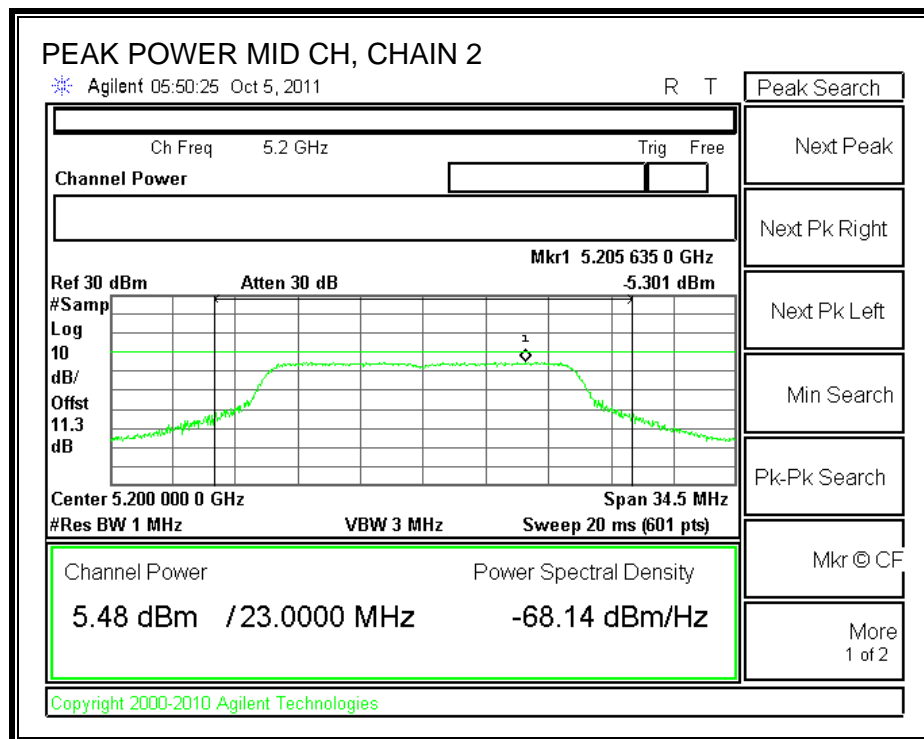 PEAK POWER MID CH, CHAIN 2
Agilent 05:50:25 Oct 5, 2011 R T
Peak Search
Ch Freq 5.2 GHz Trig Free
Channel Power
Mkr1 5.205 635 0 GHz
Ref 30 dBm Atten 30 dB -5.301 dBm
#Samp
Log
10
dB/
Offst
11.3
dB
1
Center 5.200 000 0 GHz Span 34.5 MHz
#Res BW 1 MHz VBW 3 MHz Sweep 20 ms (601 pts)
Channel Power Power Spectral Density
5.48 dBm / 23.0000 MHz -68.14 dBm/Hz
Copyright 2000-2010 Agilent Technologies
Next Peak
Next Pk Right
Next Pk Left
Min Search
Pk-Pk Search
Mkr © CF
More
1 of 2